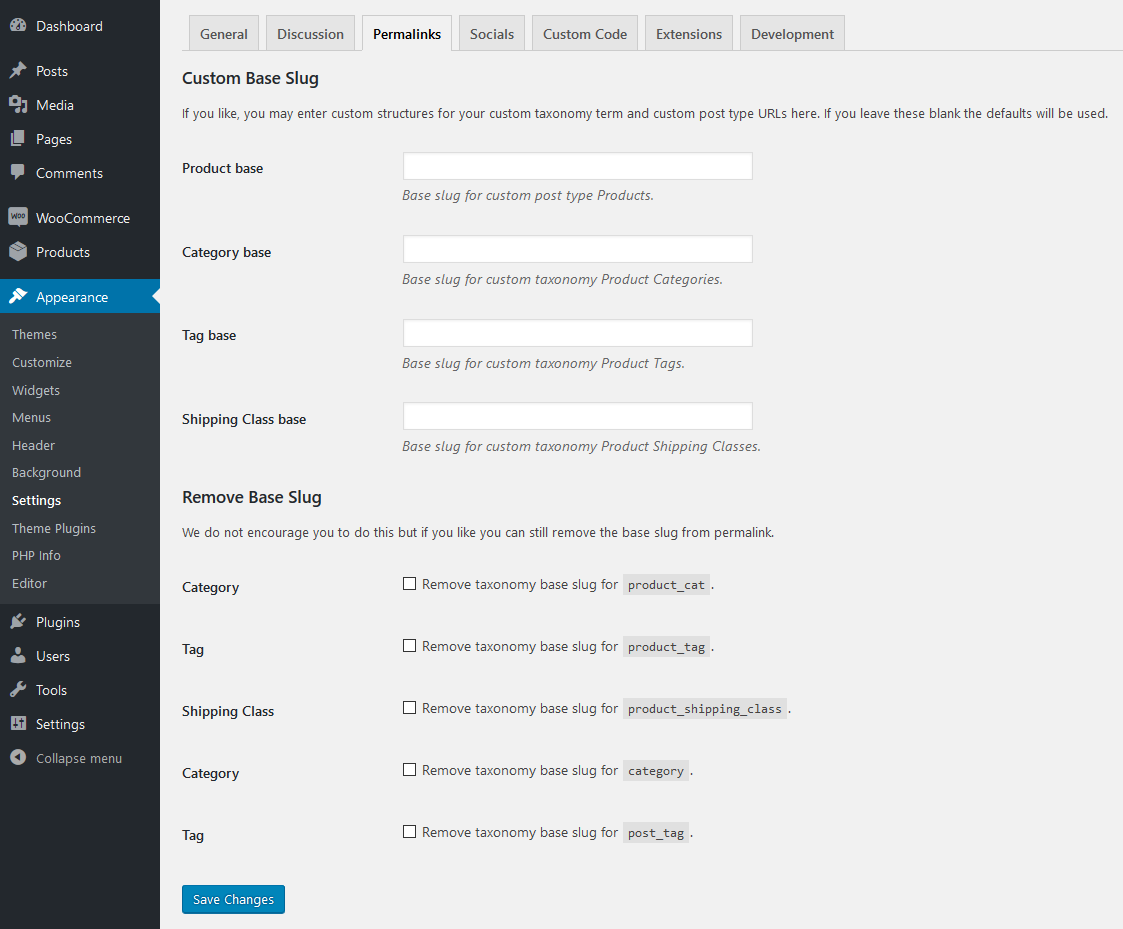 Dashboard
Posts
Media
Pages
Comments
WOO WooCommerce
Products
Appearance
Themes
Customize
Widgets
Menus
Header
Background
Settings
Theme Plugins
PHP Info
Editor
Plugins
Users
Tools
Settings
Collapse menu
General Discussion Permalinks Socials Custom Code Extensions Development
Custom Base Slug
If you like, you may enter custom structures for your custom taxonomy term and custom post type URLs here. If you leave these blank the defaults will be used.
Product base
Base slug for custom post type Products.
Category base
Base slug for custom taxonomy Product Categories.
Tag base
Base slug for custom taxonomy Product Tags.
Shipping Class base
Base slug for custom taxonomy Product Shipping Classes.
Remove Base Slug
We do not encourage you to do this but if you like you can still remove the base slug from permalink.
Category Remove taxonomy base slug for product_cat.
Tag Remove taxonomy base slug for product_tag.
Shipping Class Remove taxonomy base slug for product_shipping_class.
Category Remove taxonomy base slug for category.
Tag Remove taxonomy base slug for post_tag.
Save Changes